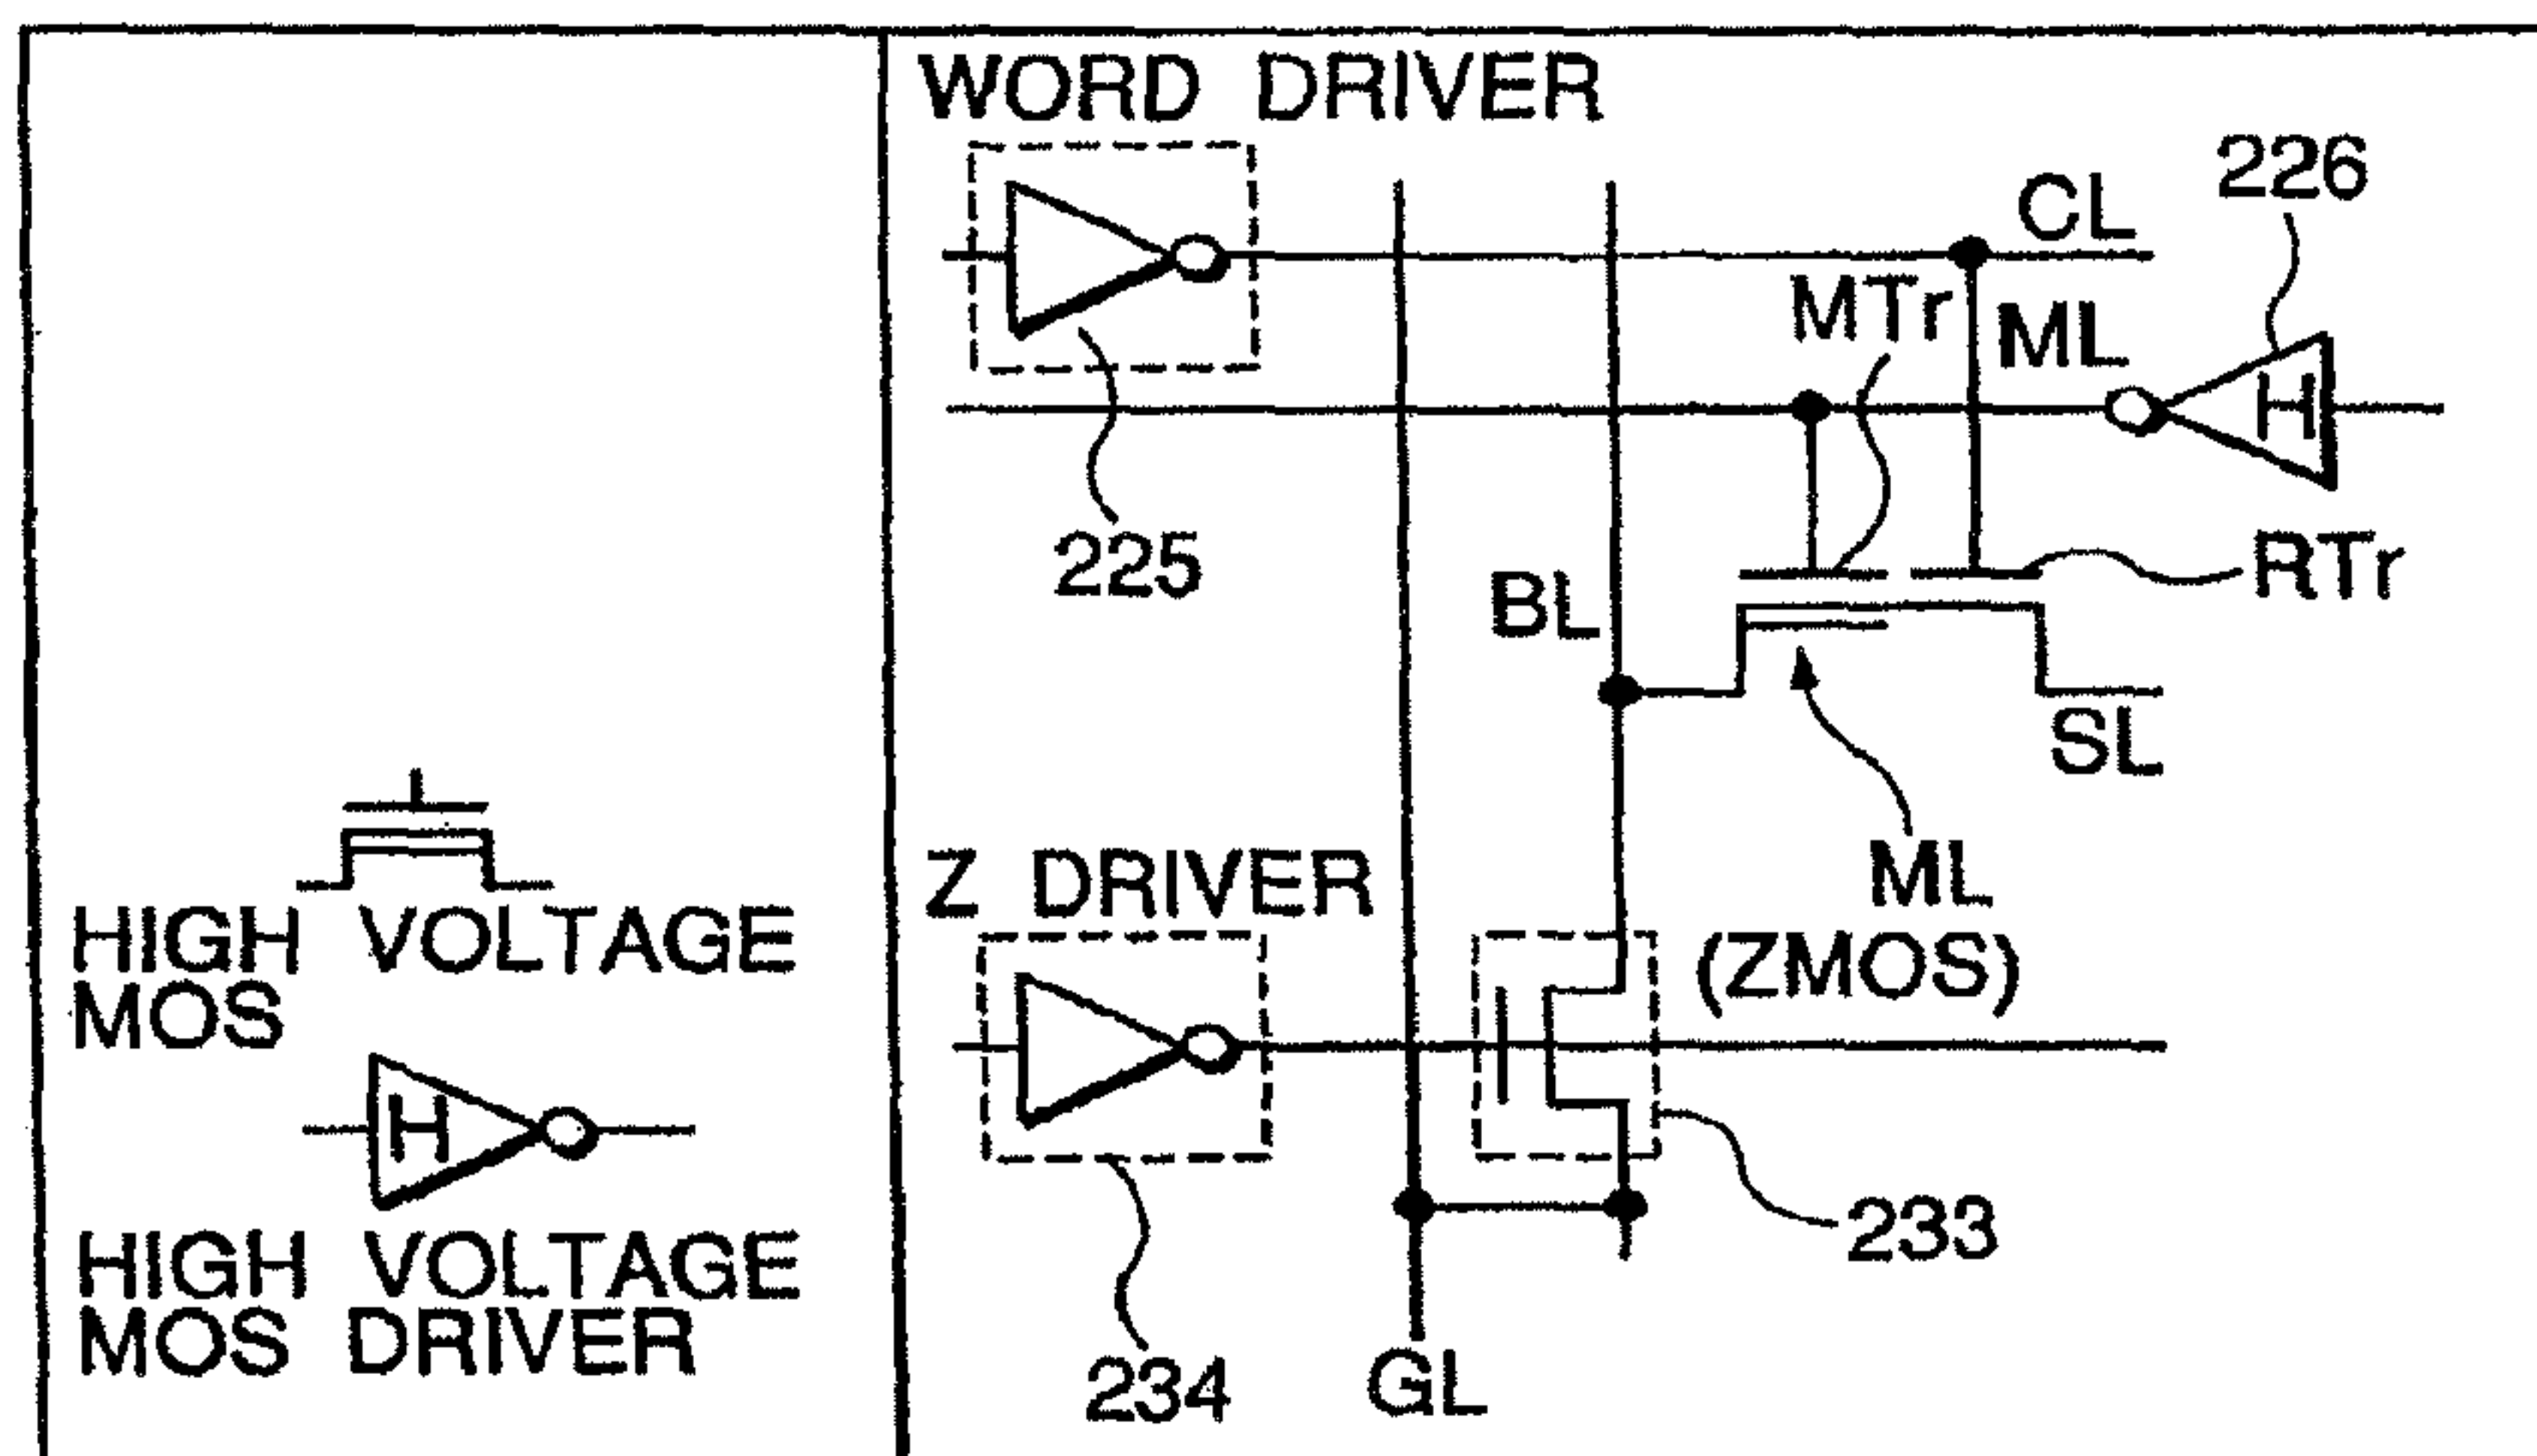 WORD DRIVER
226
CL
MTr
ML
H
225
RTr
BL
SL
ML
(ZMOS)
Z DRIVER
233
234
GL
HIGH VOLTAGE
MOS
H
HIGH VOLTAGE
MOS DRIVER